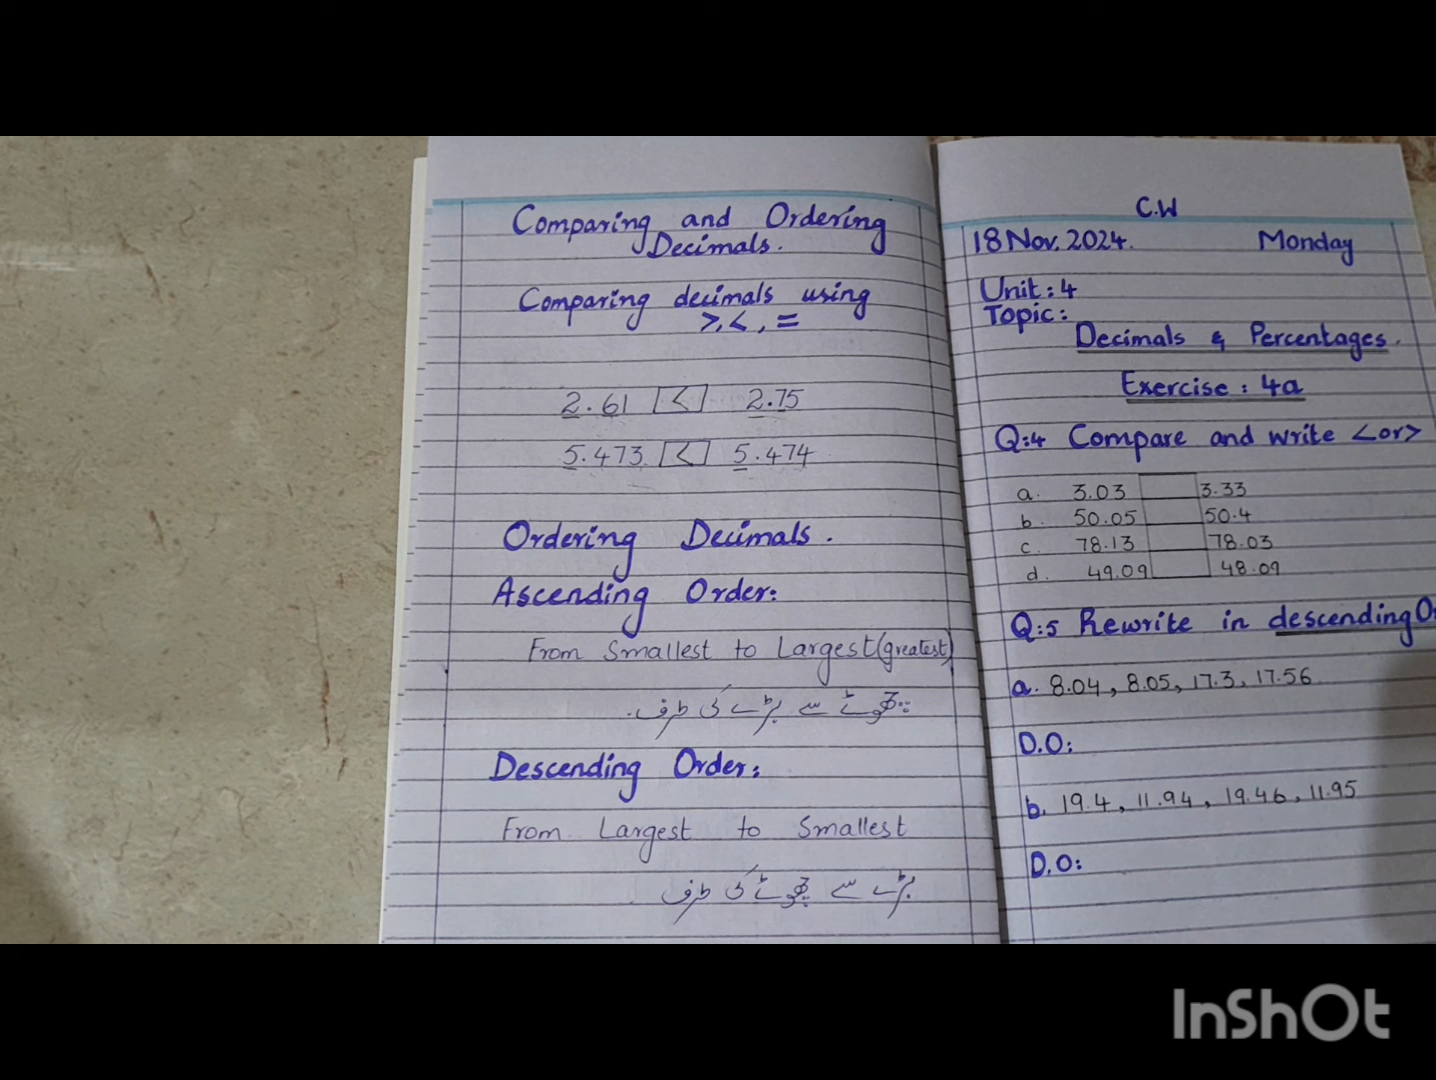 Comparing and Ordering
Decimals.
Comparing decimals using
>, <, =
2.61 < 2.75
5.473 < 5.474
Ordering Decimals.
Ascending Order:
From Smallest to Largest(greatest)
چھوٹے سے بڑے کی طرف.
Descending Order:
From Largest to Smallest
بڑے سے چھوٹے کی طرف
C.W
18 Nov. 2024. Monday
Unit: 4
Topic:
Decimals & Percentages.
Exercise: 4a
Q:4 Compare and write < or >
a. 3.03 3.33
b. 50.05 50.4
c. 78.13 78.03
d. 49.09 48.09
Q:5 Rewrite in descending
a. 8.04, 8.05, 17.3, 17.56
D.O:
b. 19.4, 11.94, 19.46, 11.95
D.O:
InShOt